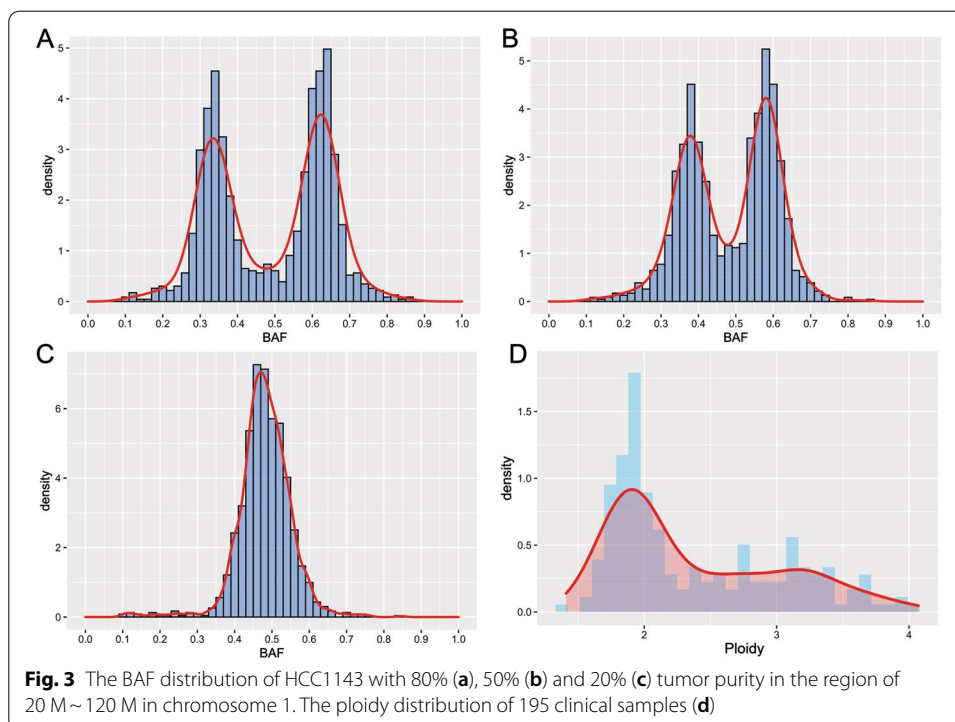 A
5
4
3
2
1
0
density
0.0 0.1 0.2 0.3 0.4 0.5 0.6 0.7 0.8 0.9 1.0
BAF
B
5
4
3
2
1
0
density
0.0 0.1 0.2 0.3 0.4 0.5 0.6 0.7 0.8 0.9 1.0
BAF
C
6
4
2
0
density
0.0 0.1 0.2 0.3 0.4 0.5 0.6 0.7 0.8 0.9 1.0
BAF
D
1.5
1.0
0.5
0.0
density
2 3 4
Ploidy
Fig. 3 The BAF distribution of HCC1143 with 80% (a), 50% (b) and 20% (c) tumor purity in the region of
20 M ~ 120 M in chromosome 1. The ploidy distribution of 195 clinical samples (d)